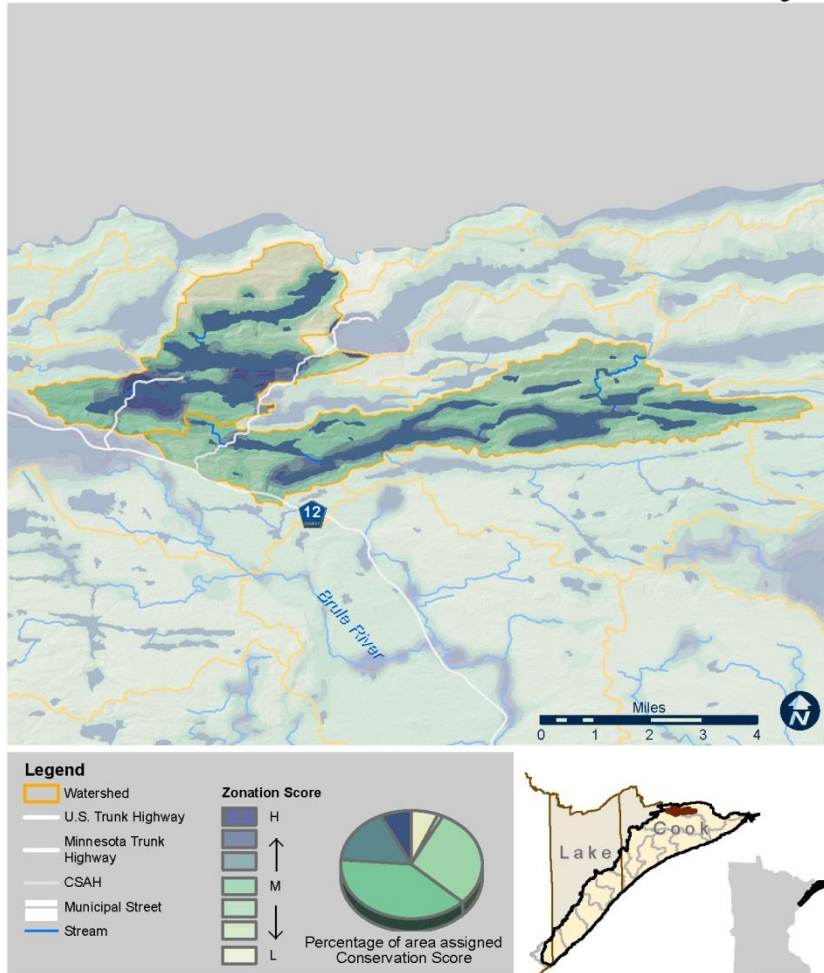 12
COUNTY
Brule River
Miles
0 1 2 3 4
N
Legend
Watershed
U.S. Trunk Highway
Minnesota Trunk
Highway
CSAH
Municipal Street
Stream
Zonation Score
H
M
L
Percentage of area assigned
Conservation Score
Lake
Cook